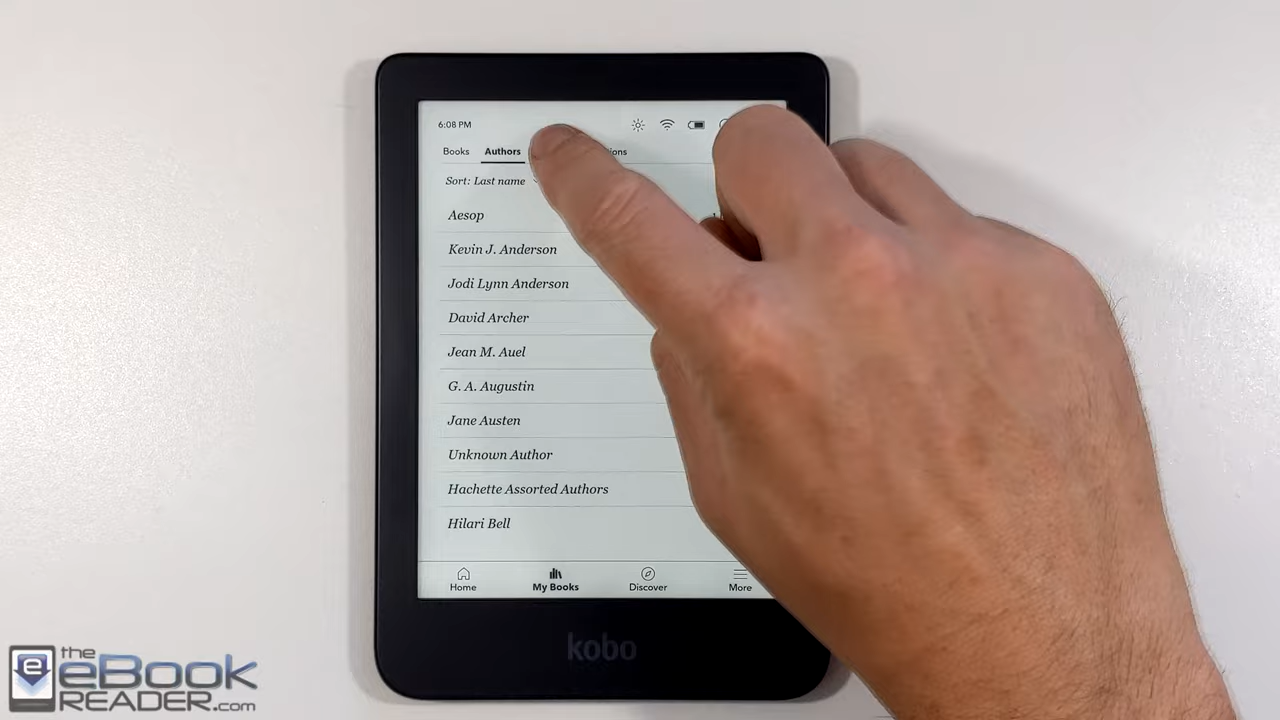 6:08 PM
Books Authors
Sort: Last name
Aesop
Kevin J. Anderson
Jodi Lynn Anderson
David Archer
Jean M. Auel
G. A. Augustin
Jane Austen
Unknown Author
Hachette Assorted Authors
Hilari Bell
Home My Books Discover More
kobo
the
eBook
READER.com